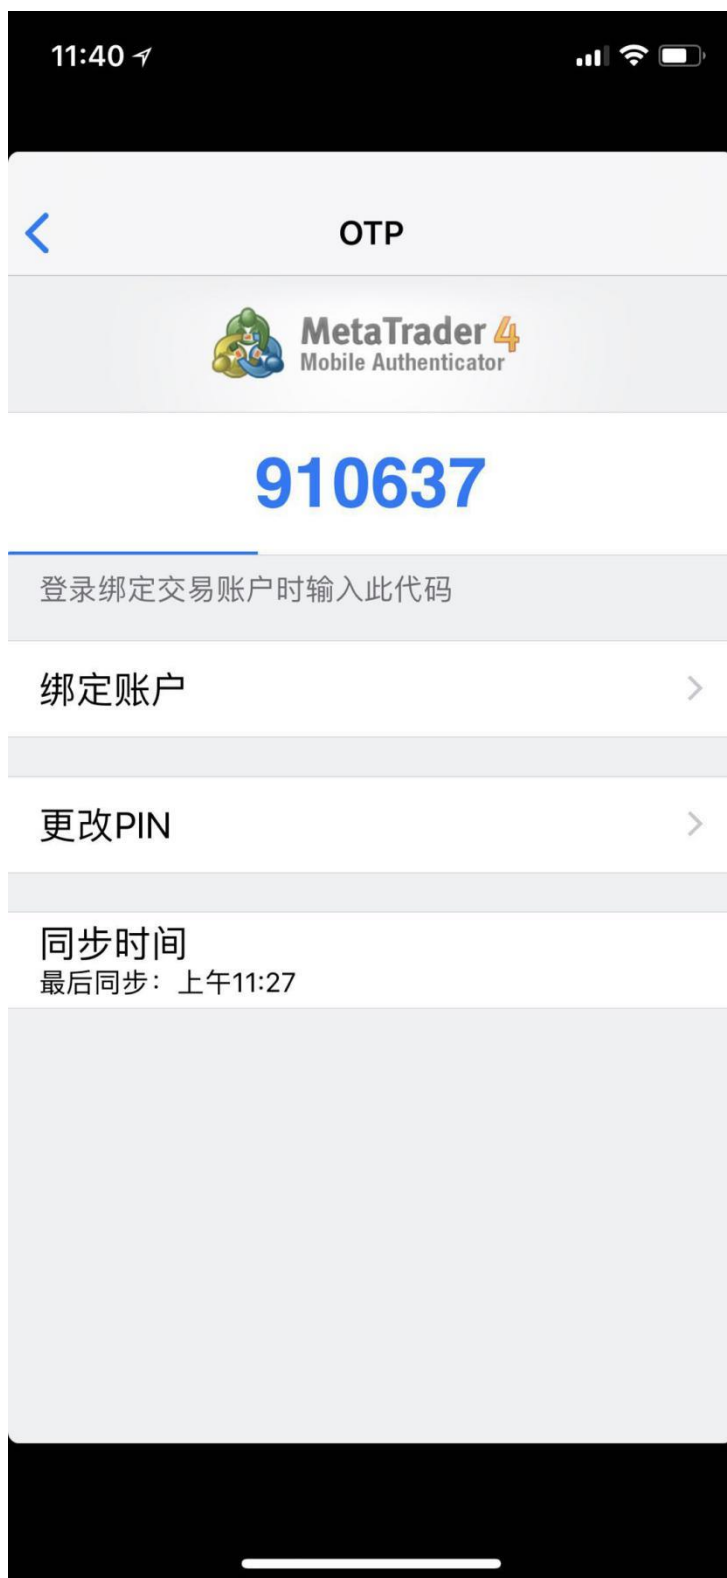 11:40
OTP
MetaTrader 4
Mobile Authenticator
910637
登录绑定交易账户时输入此代码
绑定账户
更改PIN
同步时间
最后同步：上午11:27